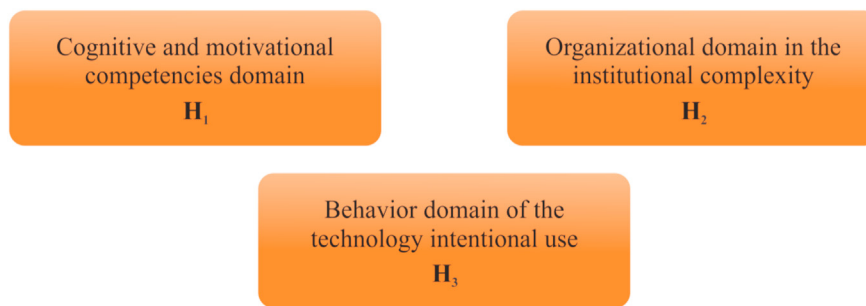 Cognitive and motivational
competencies domain
H₁
Organizational domain in the
institutional complexity
H₂
Behavior domain of the
technology intentional use
H₃